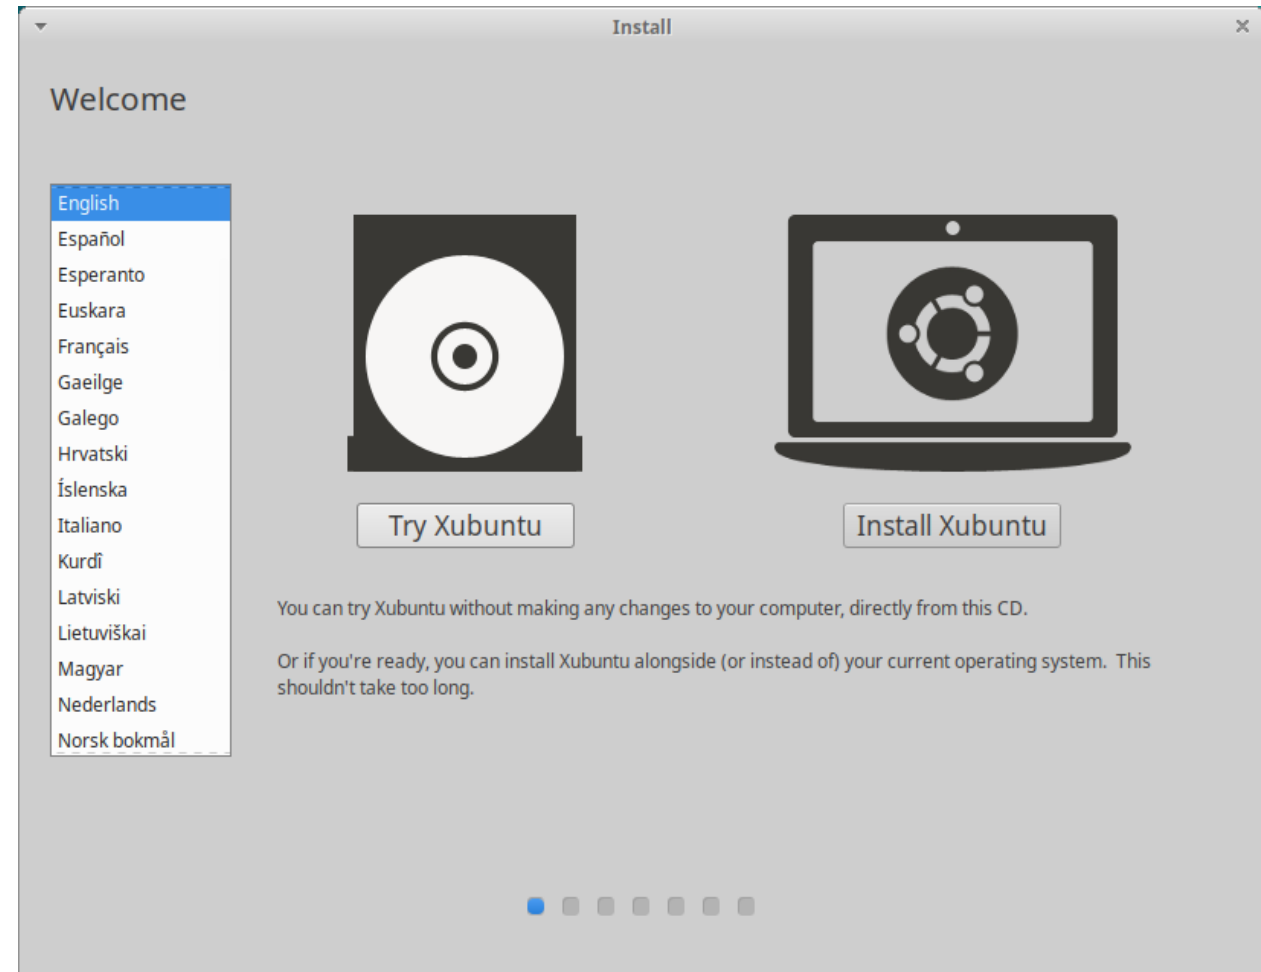 Install
Welcome
English
Español
Esperanto
Euskara
Français
Gaeilge
Galego
Hrvatski
Íslenska
Italiano
Kurdî
Latviski
Lietuviškai
Magyar
Nederlands
Norsk bokmål
Try Xubuntu
Install Xubuntu
You can try Xubuntu without making any changes to your computer, directly from this CD.
Or if you're ready, you can install Xubuntu alongside (or instead of) your current operating system.  This
shouldn't take too long.